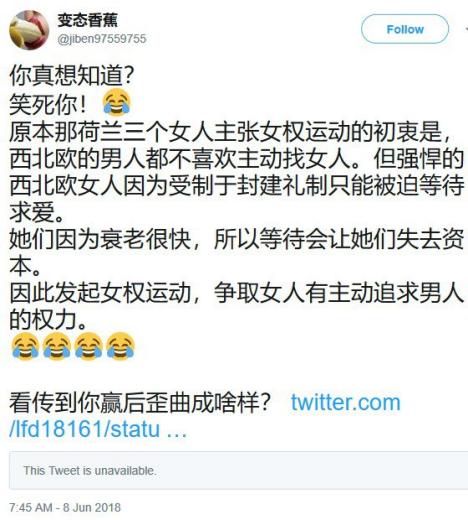 变态香蕉
@jiben97559755
Follow
你真想知道?
笑死你! 😂
原本那荷兰三个女人主张女权运动的初衷是，
西北欧的男人都不喜欢主动找女人。但强悍的
西北欧女人因为受制于封建礼制只能被迫等待
求爱。
她们因为衰老很快，所以等待会让她们失去资
本。
因此发起女权运动，争取女人有主动追求男人
的权力。
😂😂😂😂
看传到你赢后歪曲成啥样? twitter.com
/lfd18161/statu …
This Tweet is unavailable.
7:45 AM - 8 Jun 2018